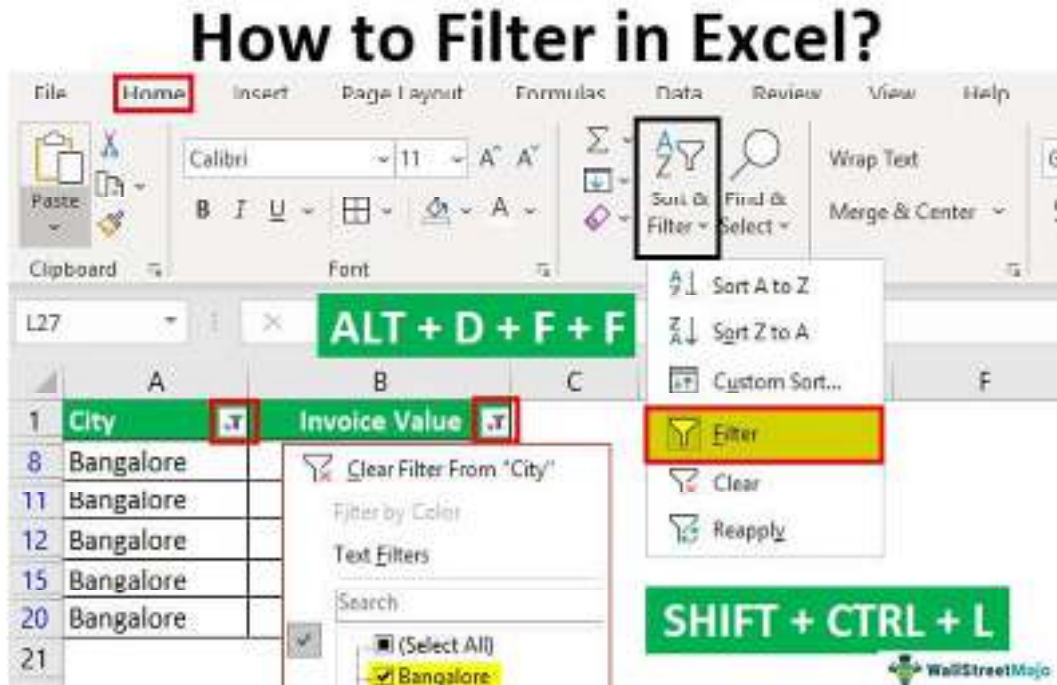 How to Filter in Excel?
File Home Insert Page Layout Formulas Data Review View Help
Paste
Calibri 11 A A
B I U A
Sort & Filter
Find & Select
Wrap Text
Merge & Center
Clipboard Font
L27
ALT + D + F + F
Sort A to Z
Sort Z to A
Custom Sort...
Filter
Clear
Reapply
A B C F
1 City Invoice Value
8 Bangalore
11 Bangalore
12 Bangalore
15 Bangalore
20 Bangalore
21
Clear Filter From "City"
Filter by Color
Text Filters
Search
(Select All)
Bangalore
SHIFT + CTRL + L
WallStreetMojo